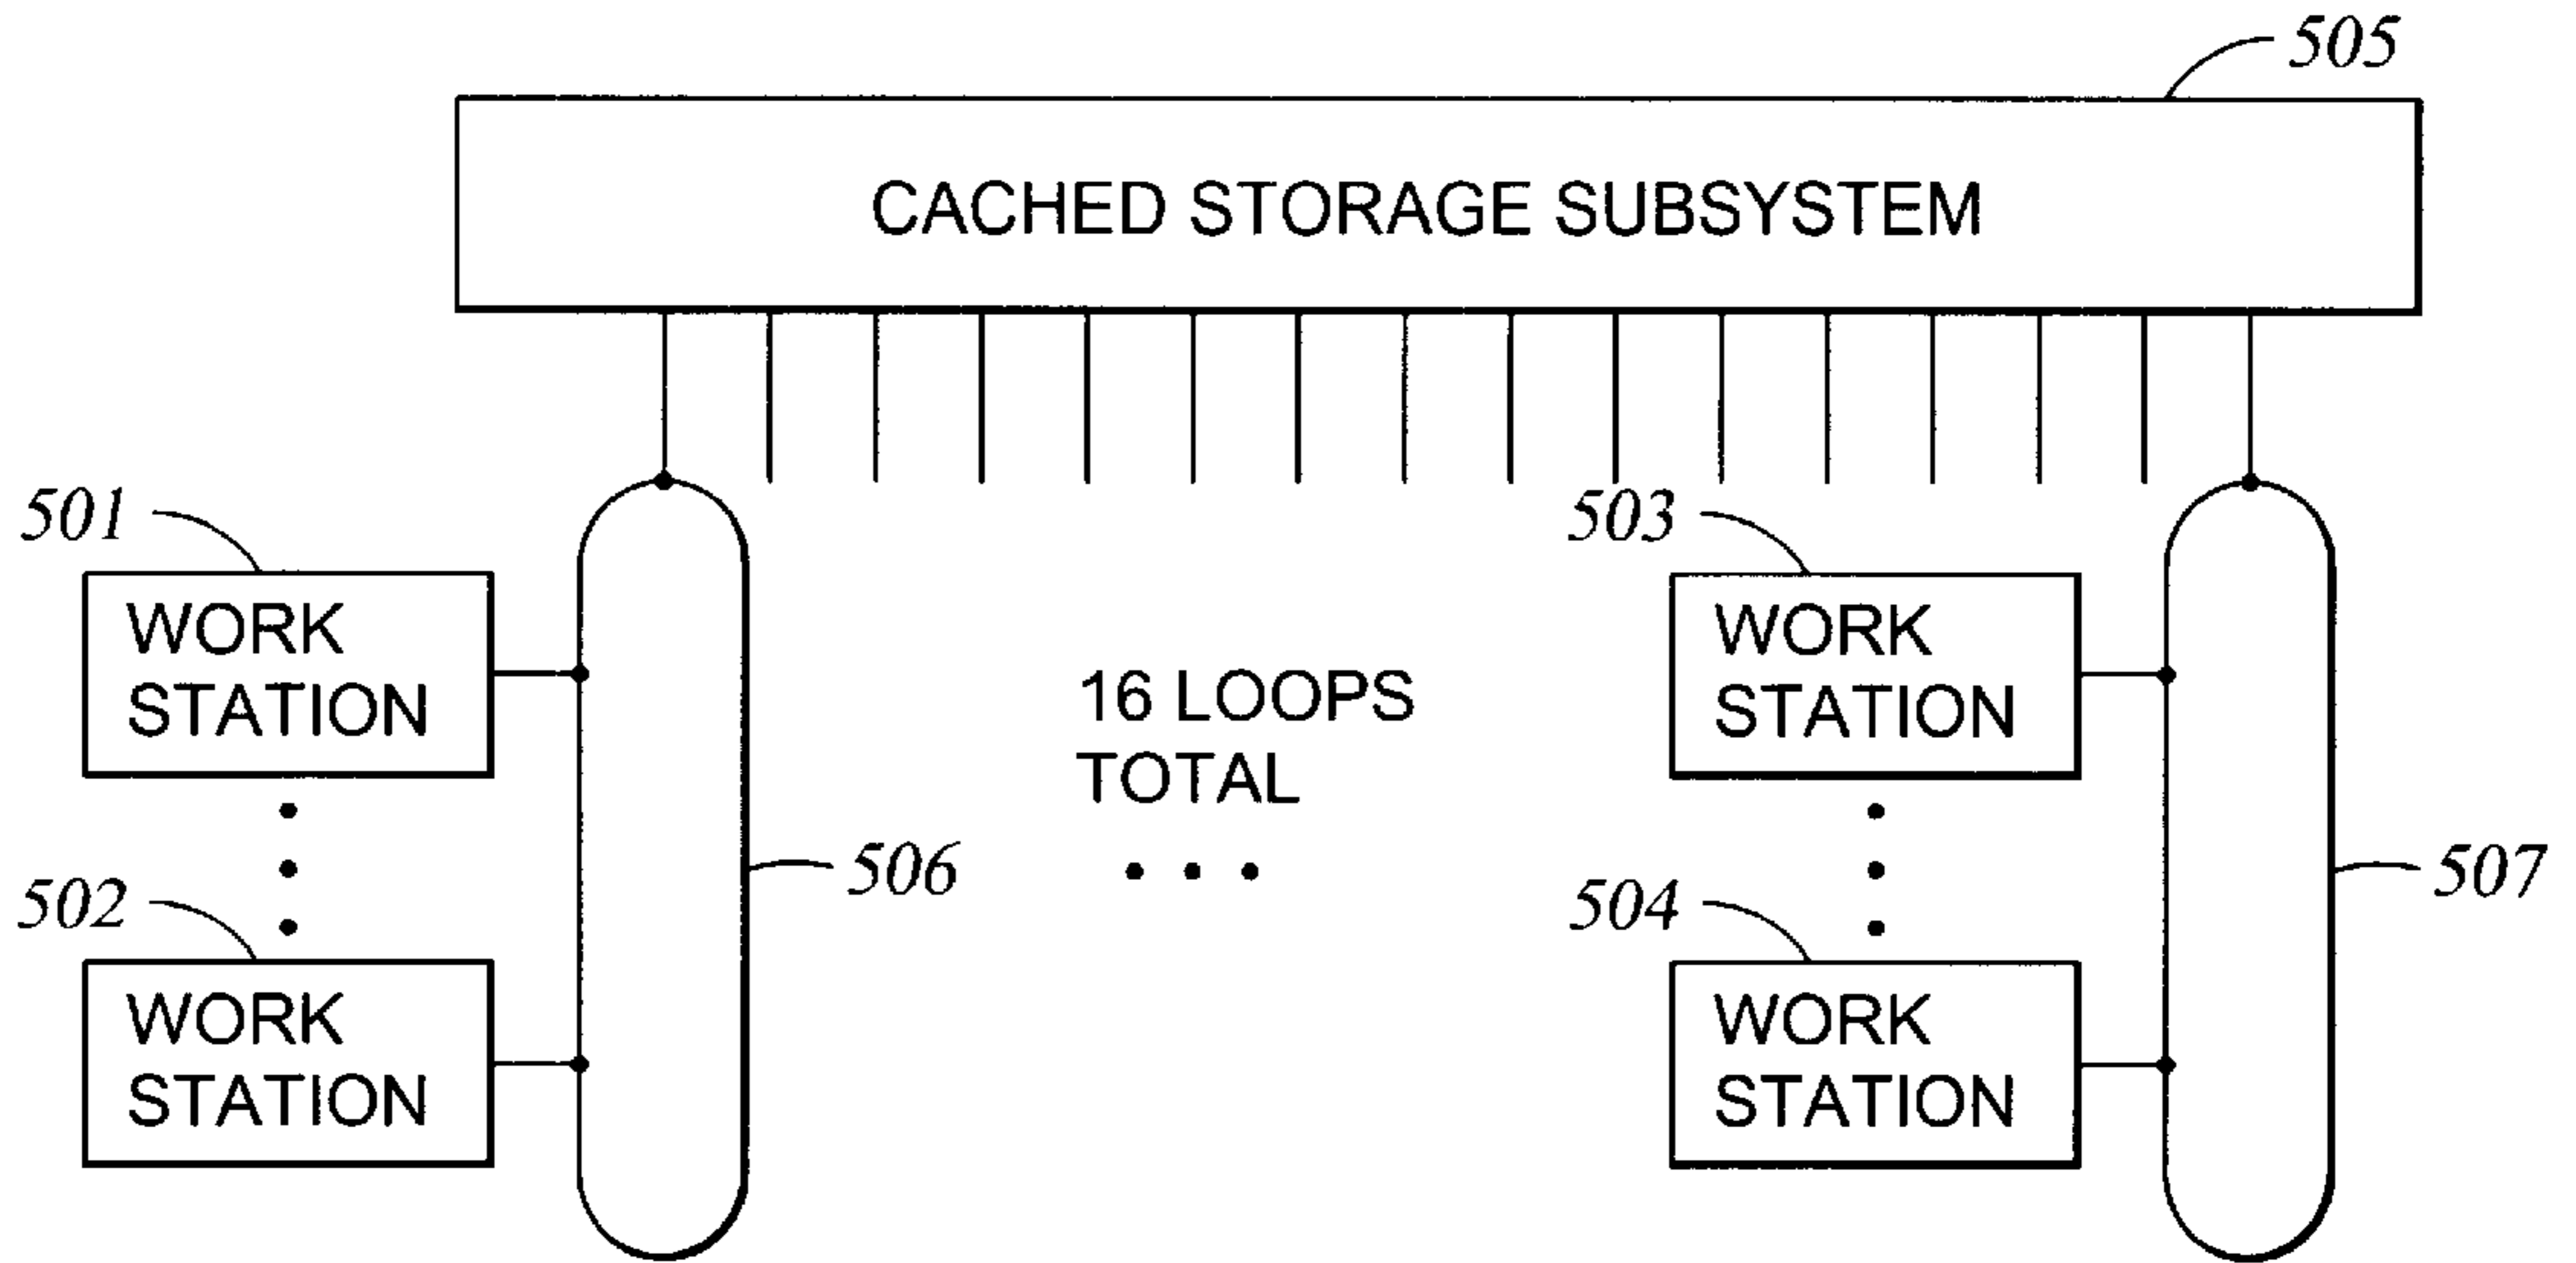 505
CACHED STORAGE SUBSYSTEM
501
WORK
STATION
502
WORK
STATION
506
16 LOOPS
TOTAL
503
WORK
STATION
504
WORK
STATION
507